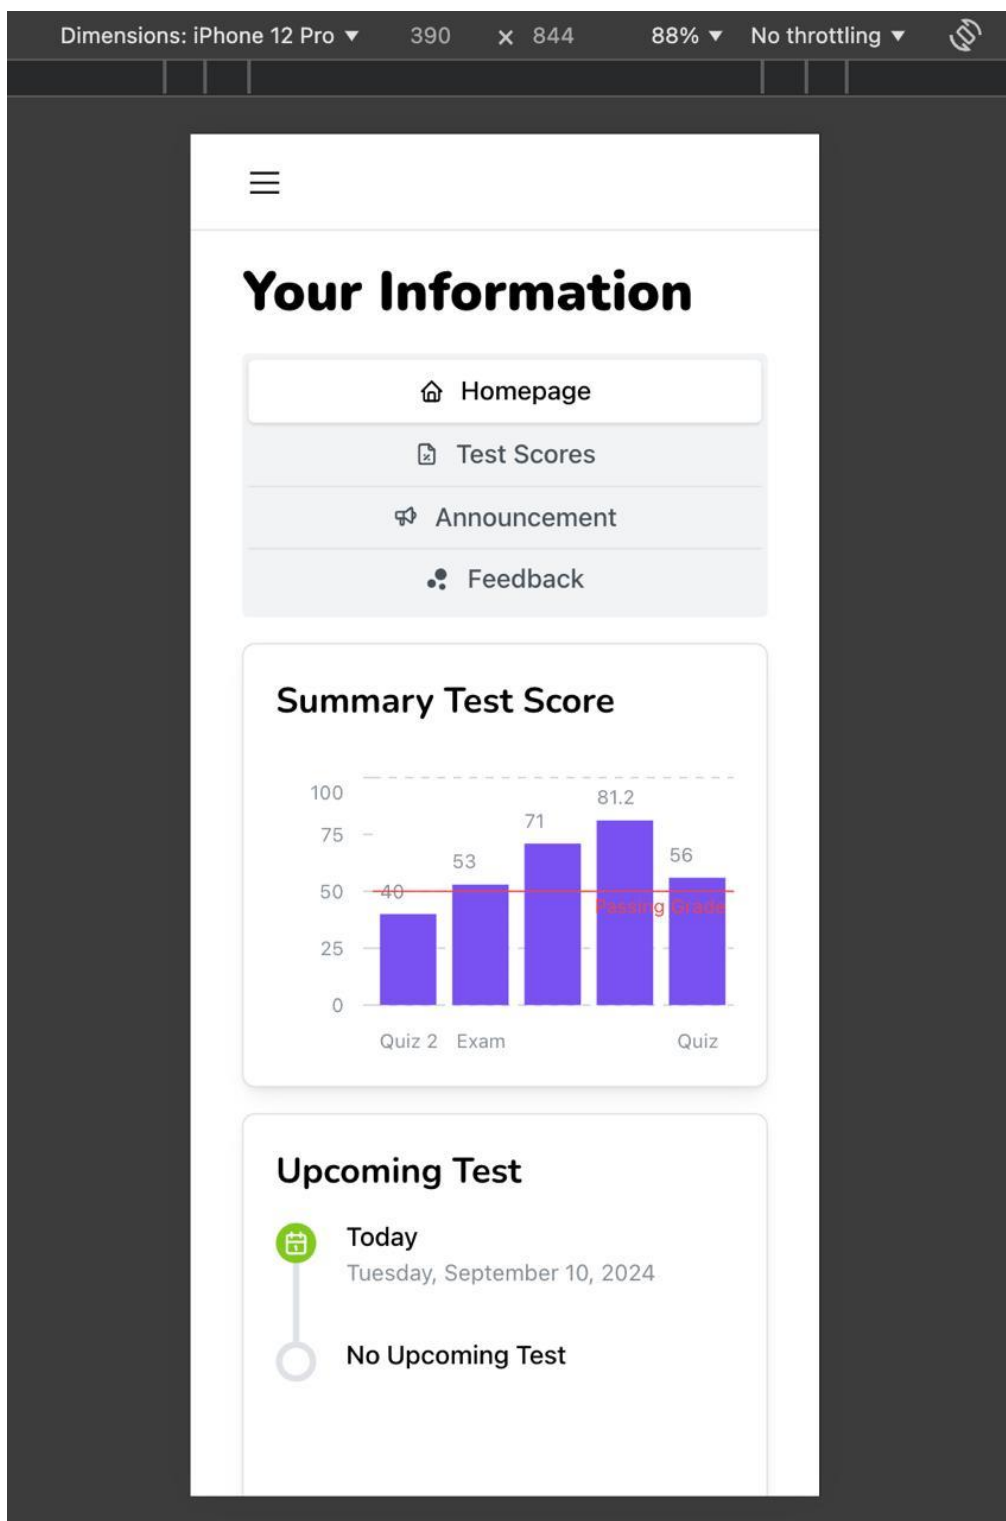 Dimensions: iPhone 12 Pro ▼ 390 × 844 88% ▼ No throttling ▼
Your Information
Homepage
Test Scores
Announcement
Feedback
Summary Test Score
100
75
50
25
0
40
53
71
81.2
56
Passing Grade
Quiz 2 Exam Quiz
Upcoming Test
Today
Tuesday, September 10, 2024
No Upcoming Test